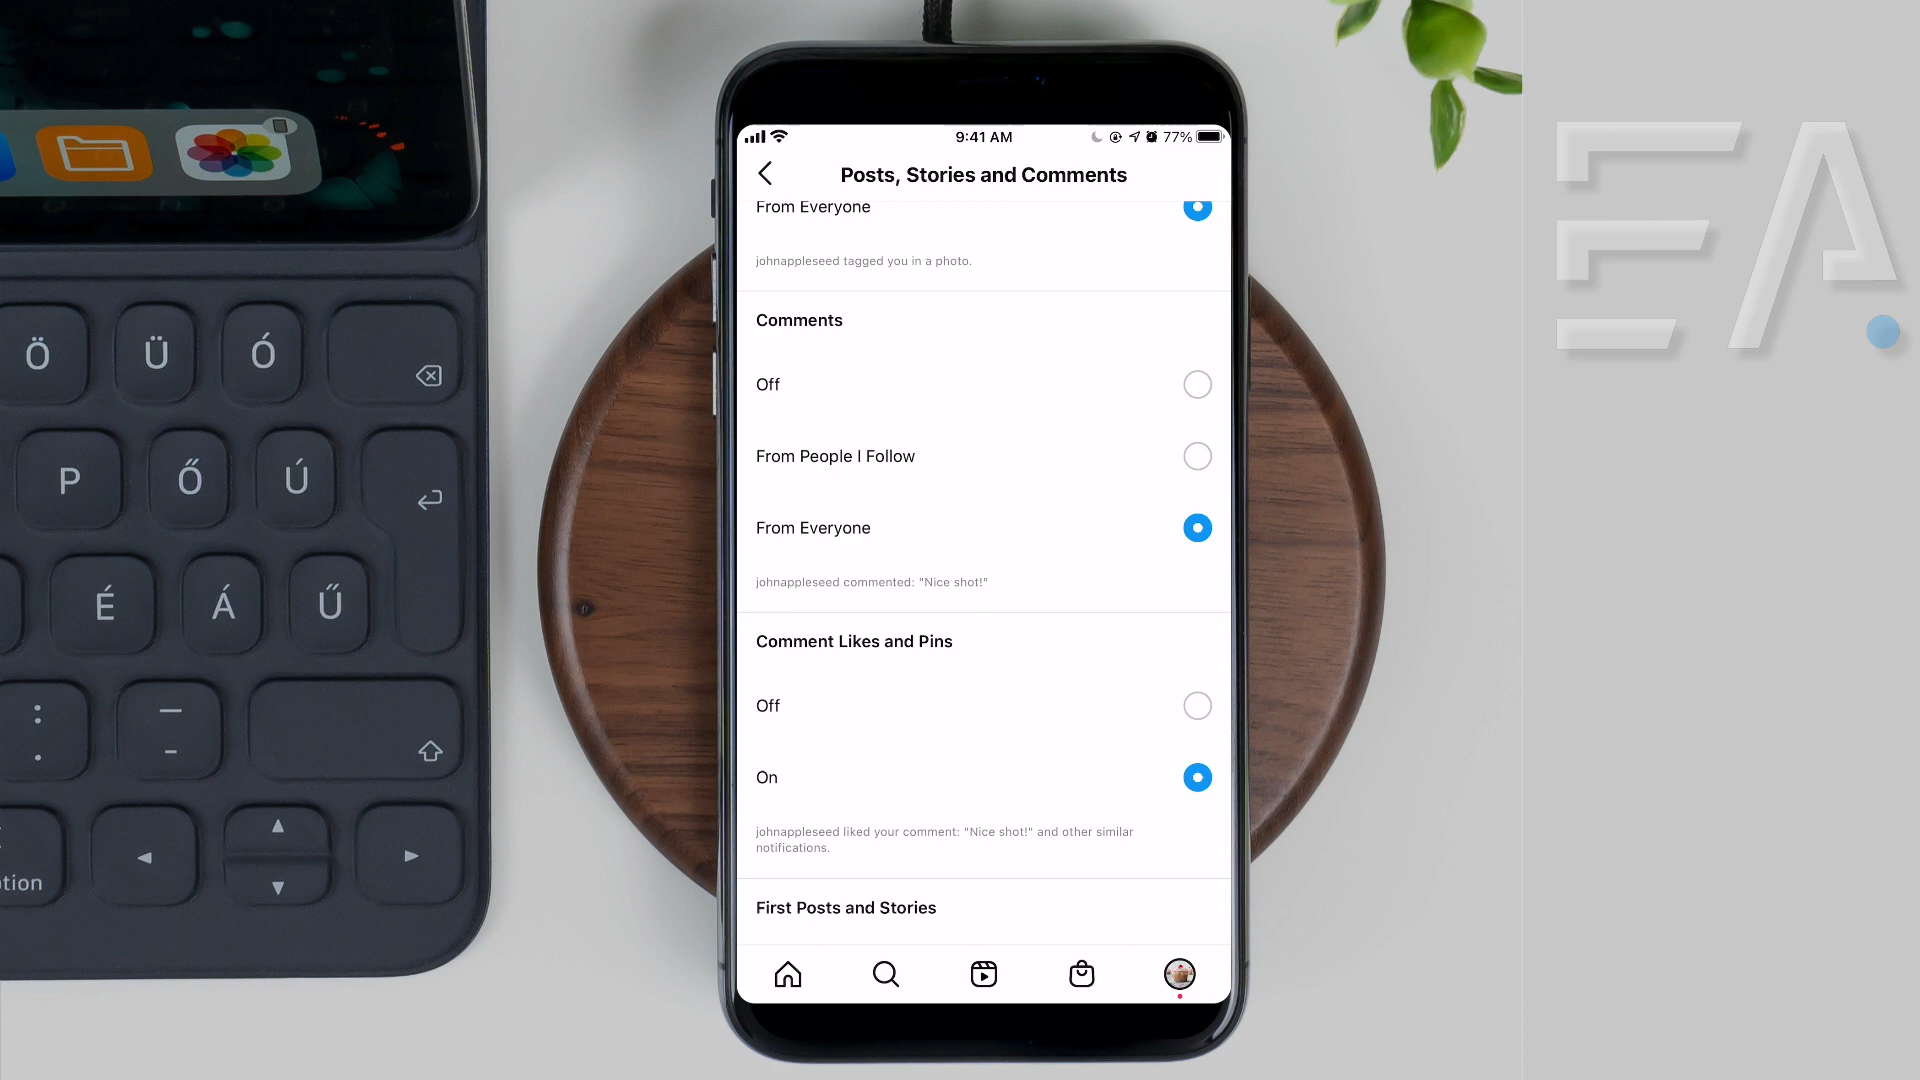 9:41 AM
77%
Posts, Stories and Comments
From Everyone
johnappleseed tagged you in a photo.
Comments
Off
From People I Follow
From Everyone
johnappleseed commented: "Nice shot!"
Comment Likes and Pins
Off
On
johnappleseed liked your comment: "Nice shot!" and other similar
notifications.
First Posts and Stories
Ö Ü Ó
P Ő Ú
É Á Ű
: —
. -
tion
EA.